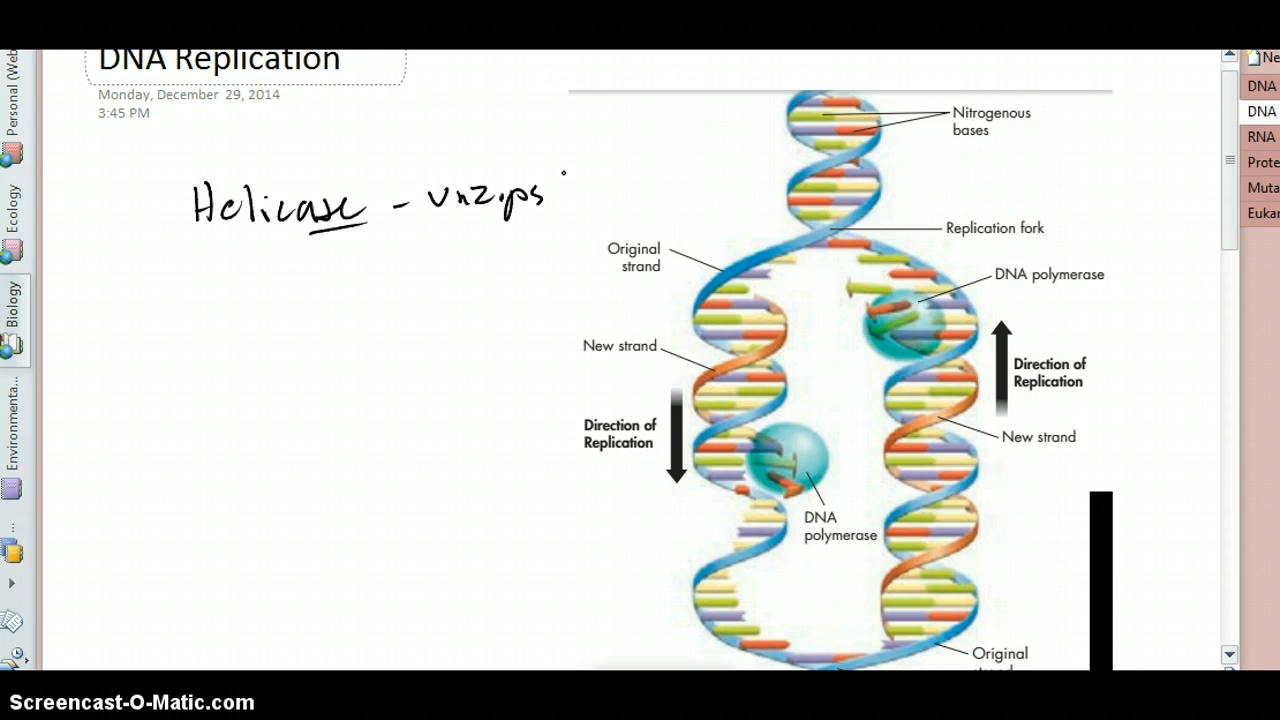 DNA Replication
Monday, December 29, 2014
3:45 PM
Helicase - unzips
Nitrogenous
bases
Replication fork
Original
strand
DNA polymerase
New strand
Direction of
Replication
Direction of
Replication
New strand
DNA
polymerase
Original
Personal (Web
Ecology
Biology
Environmenta...
...
Ne
DNA
DNA
RNA
Prote
Muta
Eukar
Screencast-O-Matic.com